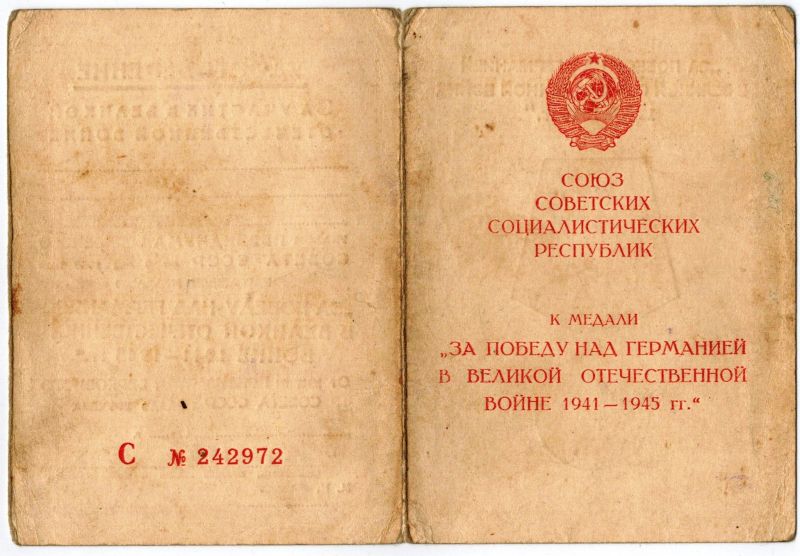 С № 242972
СОЮЗ
СОВЕТСКИХ
СОЦИАЛИСТИЧЕСКИХ
РЕСПУБЛИК
К МЕДАЛИ
„ЗА ПОБЕДУ НАД ГЕРМАНИЕЙ
В ВЕЛИКОЙ ОТЕЧЕСТВЕННОЙ
ВОЙНЕ 1941—1945 гг.“